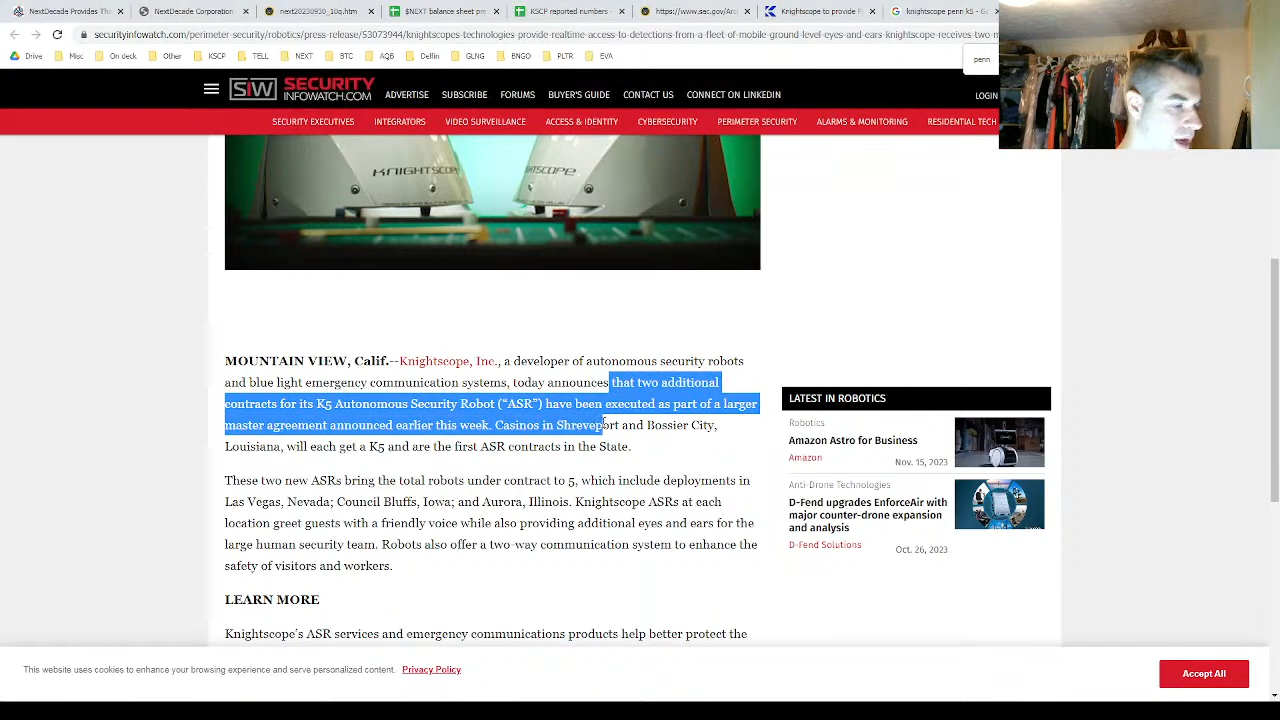 NextDecade Provides Thi
NextDecade Corporation
next20230930_10q.htm
$NEXT balance sheet proj
KSCP reported numbers -
https://www.sec.gov/Arc
Knightscope to provide Fl
knightscope penn k5 - Go
securityinfowatch.com/perimeter-security/robotics/press-release/53073944/knightscopes-technologies-provide-realtime-access-to-detections-from-a-fleet-of-mobile-ground-level-eyes-and-ears-knightscope-receives-two-m
Drive
Misc
On deck
Other
KSCP
TELL
NEXT
BTC
AQB
Delfin
GLNG
BNGO
PLTR
EVA
penn
SIW SECURITY
INFOWATCH.COM
ADVERTISE
SUBSCRIBE
FORUMS
BUYER'S GUIDE
CONTACT US
CONNECT ON LINKEDIN
LOGIN
SECURITY EXECUTIVES
INTEGRATORS
VIDEO SURVEILLANCE
ACCESS & IDENTITY
CYBERSECURITY
PERIMETER SECURITY
ALARMS & MONITORING
RESIDENTIAL TECH
KNIGHTSCOPE
KNIGHTSCOPE
MOUNTAIN VIEW, Calif.--Knightscope, Inc., a developer of autonomous security robots
and blue light emergency communication systems, today announces that two additional
contracts for its K5 Autonomous Security Robot (“ASR”) have been executed as part of a larger
master agreement announced earlier this week. Casinos in Shreveport and Bossier City,
Louisiana, will each get a K5 and are the first ASR contracts in the State.
These two new ASRs bring the total robots under contract to 5, which include deployments in
Las Vegas, Nevada; Council Bluffs, Iowa; and Aurora, Illinois. Knightscope ASRs at each
location greet guests with a friendly voice while also providing additional eyes and ears for the
large human security team. Robots also offer a two-way communication system to enhance the
safety of visitors and workers.
LEARN MORE
Knightscope’s ASR services and emergency communications products help better protect the
LATEST IN ROBOTICS
Robotics
Amazon Astro for Business
Amazon
Nov. 15, 2023
Anti-Drone Technologies
D-Fend upgrades EnforceAir with
major counter-drone expansion
and analysis
D-Fend Solutions
Oct. 26, 2023
This website uses cookies to enhance your browsing experience and serve personalized content. Privacy Policy
Accept All